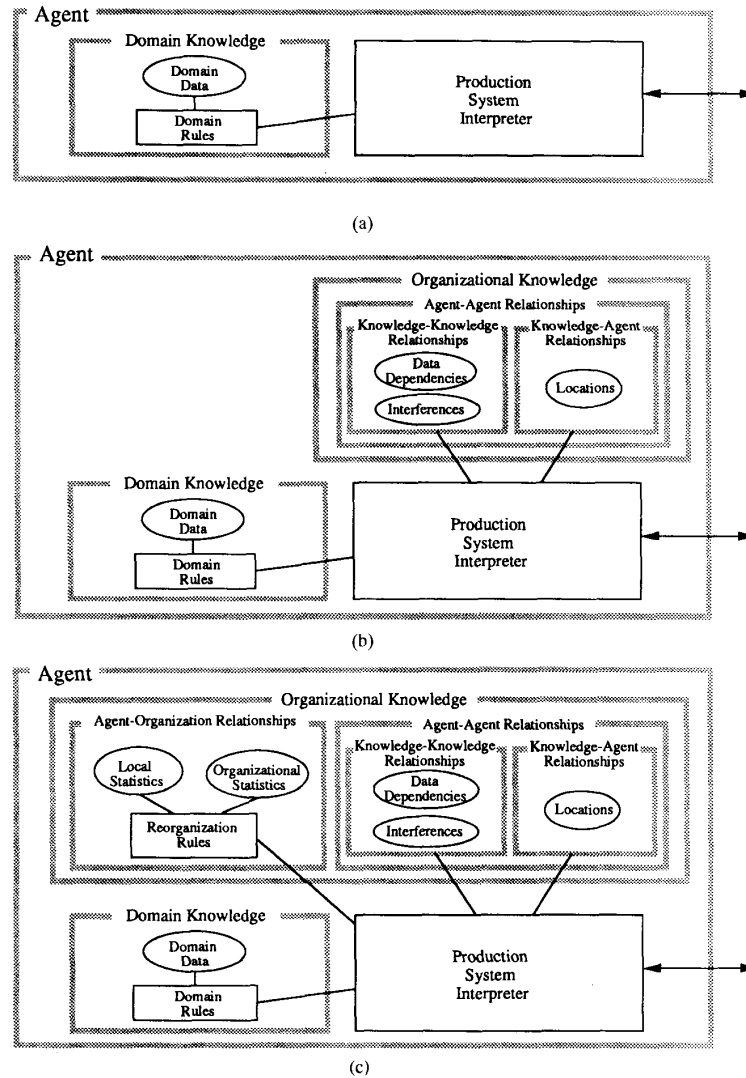 Agent
Domain Knowledge
Domain
Data
Domain
Rules
Production
System
Interpreter
(a)
Agent
Organizational Knowledge
Agent-Agent Relationships
Knowledge-Knowledge
Relationships
Data
Dependencies
Interferences
Knowledge-Agent
Relationships
Locations
Domain Knowledge
Domain
Data
Domain
Rules
Production
System
Interpreter
(b)
Agent
Organizational Knowledge
Agent-Organization Relationships
Local
Statistics
Organizational
Statistics
Reorganization
Rules
Agent-Agent Relationships
Knowledge-Knowledge
Relationships
Data
Dependencies
Interferences
Knowledge-Agent
Relationships
Locations
Domain Knowledge
Domain
Data
Domain
Rules
Production
System
Interpreter
(c)